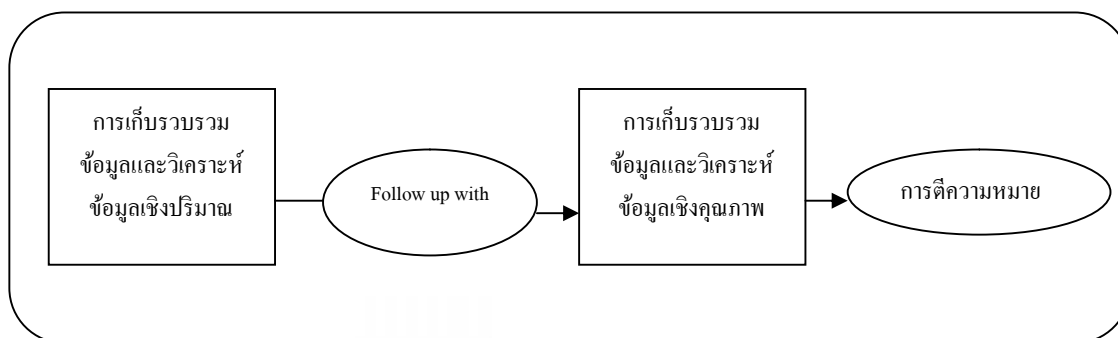 การเก็บรวบรวม
ข้อมูลและวิเคราะห์
ข้อมูลเชิงปริมาณ
Follow up with
การเก็บรวบรวม
ข้อมูลและวิเคราะห์
ข้อมูลเชิงคุณภาพ
การตีความหมาย